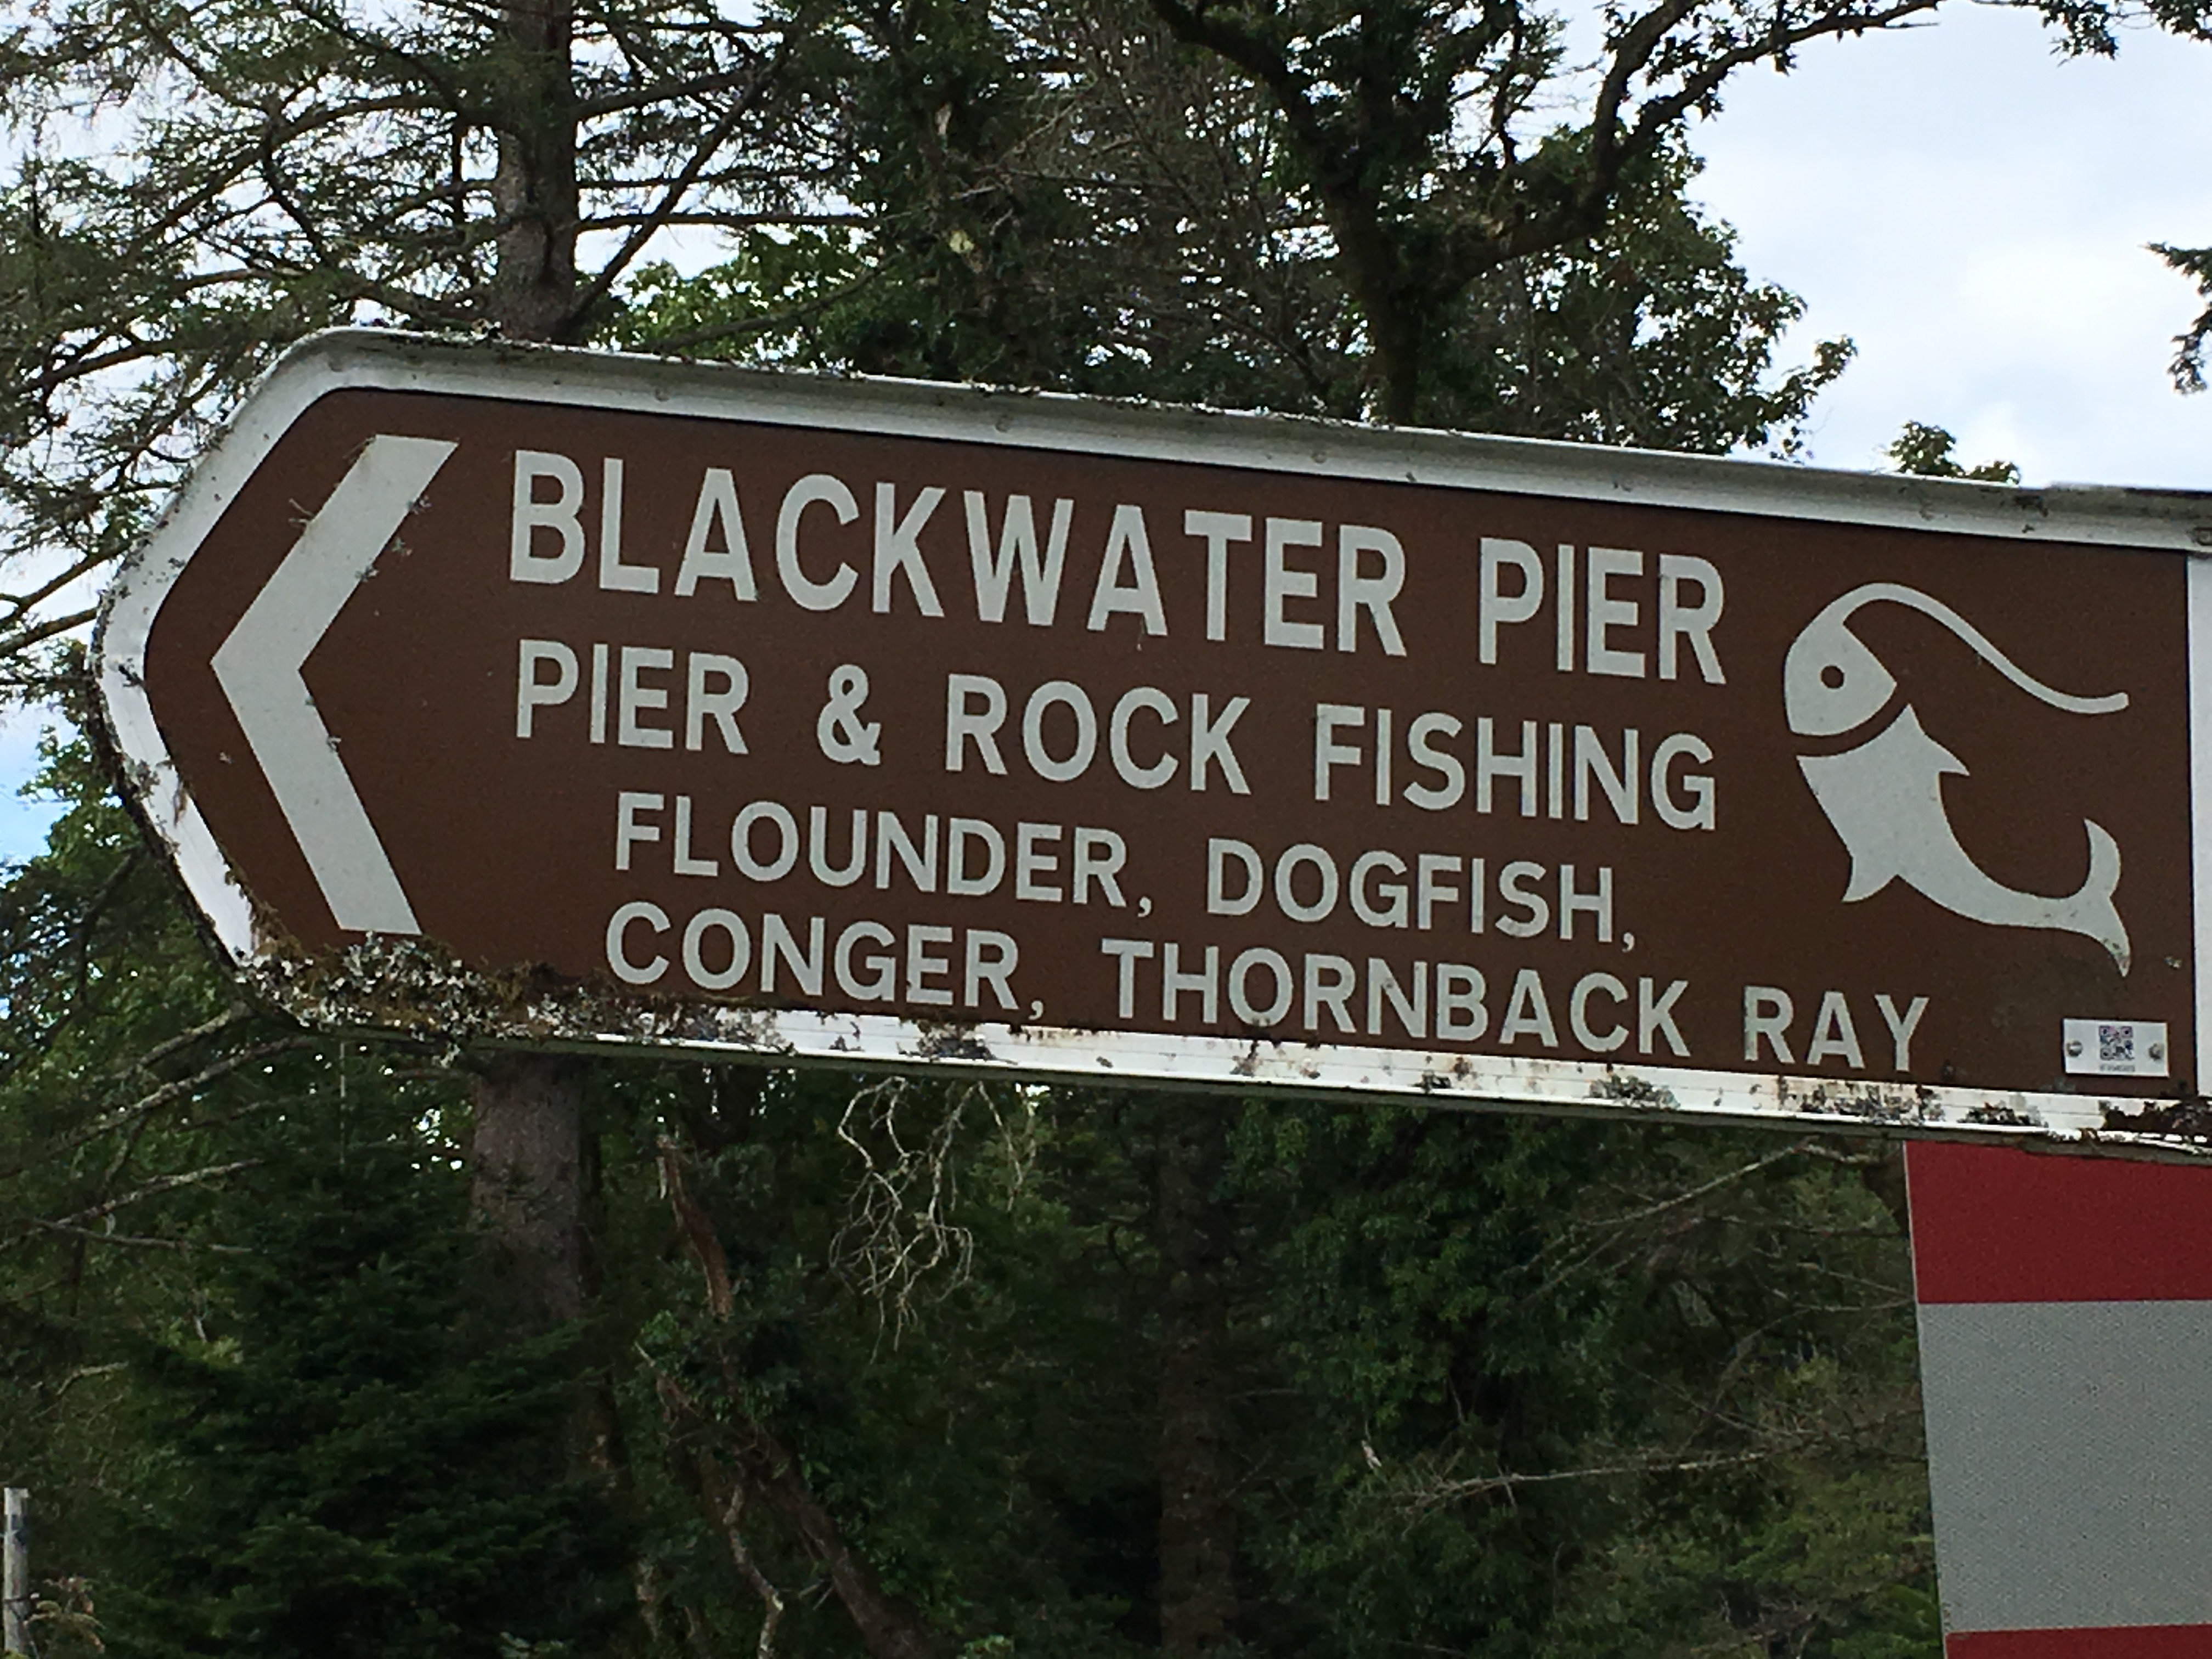 BLACKWATER PIER
PIER & ROCK FISHING
FLOUNDER, DOGFISH,
CONGER, THORNBACK RAY